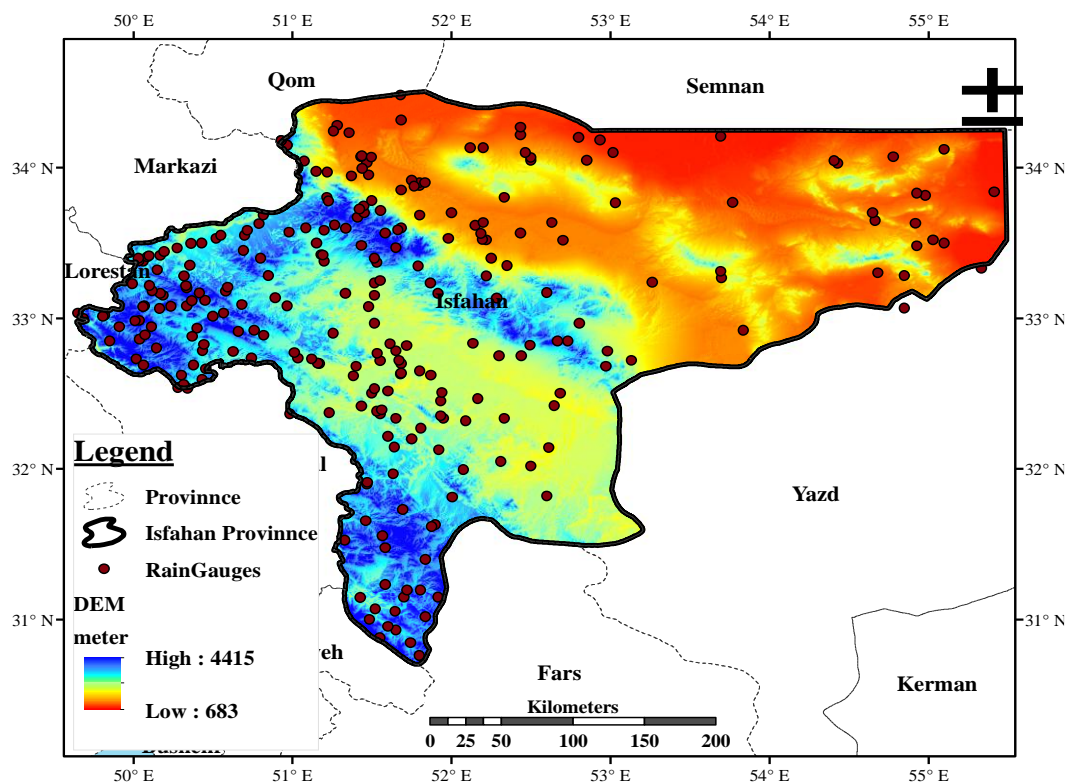 50° E 51° E 52° E 53° E 54° E 55° E
Qom
Semnan
34° N 34° N
Markazi
Lorestan
Isfahan
33° N 33° N
Legend
32° N 32° N
Yazd
Provinnce
Isfahan Provinnce
RainGauges
DEM
meter
High : 4415
Low : 683
31° N 31° N
Fars
Kerman
Kilometers
0 25 50 100 150 200
50° E 51° E 52° E 53° E 54° E 55° E